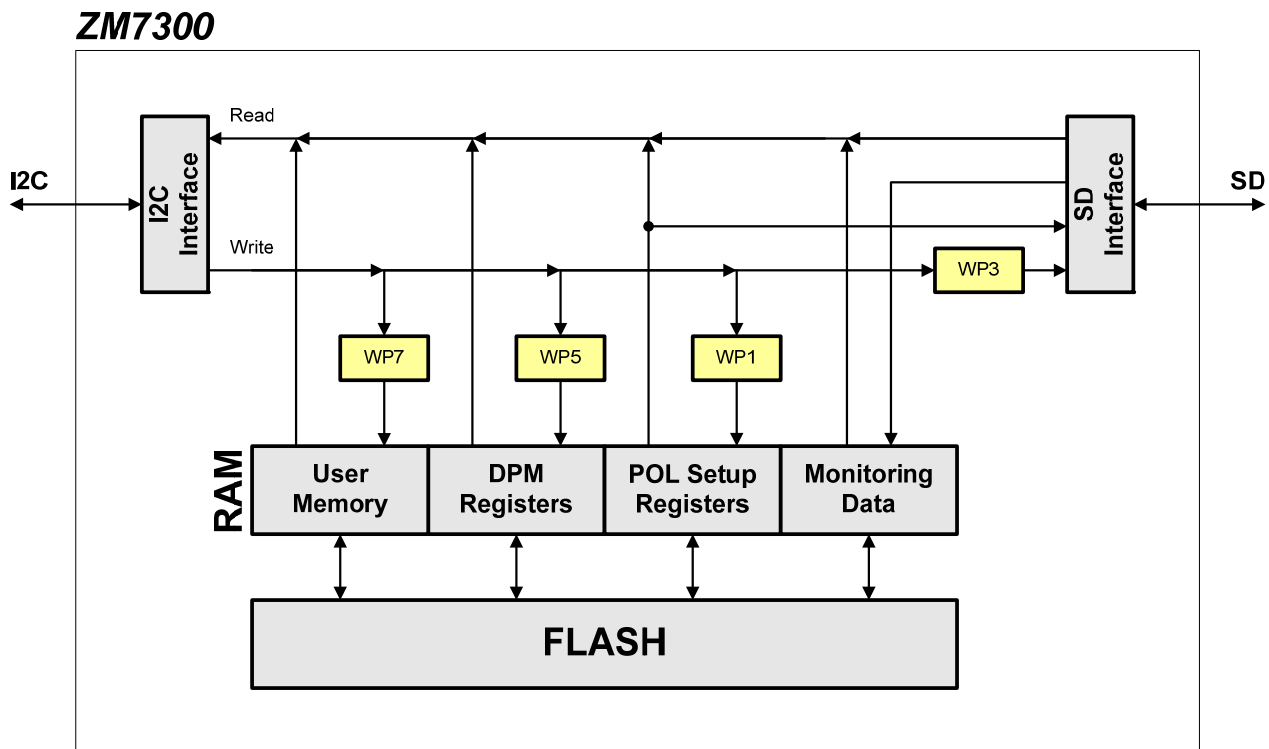 ZM7300
Read
I2C
I2C
Interface
SD
Interface
SD
Write
WP3
WP7
WP5
WP1
RAM
User
Memory
DPM
Registers
POL Setup
Registers
Monitoring
Data
FLASH